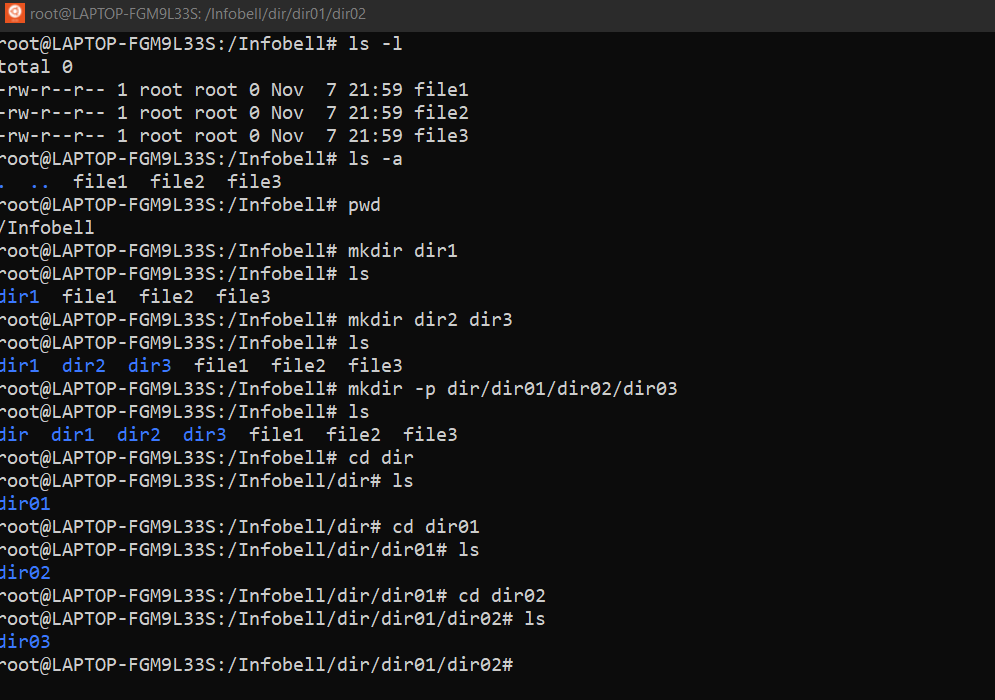 root@LAPTOP-FGM9L33S: /Infobell/dir/dir01/dir02
root@LAPTOP-FGM9L33S:/Infobell# ls -l
total 0
-rw-r--r-- 1 root root 0 Nov  7 21:59 file1
-rw-r--r-- 1 root root 0 Nov  7 21:59 file2
-rw-r--r-- 1 root root 0 Nov  7 21:59 file3
root@LAPTOP-FGM9L33S:/Infobell# ls -a
.  ..  file1  file2  file3
root@LAPTOP-FGM9L33S:/Infobell# pwd
/Infobell
root@LAPTOP-FGM9L33S:/Infobell# mkdir dir1
root@LAPTOP-FGM9L33S:/Infobell# ls
dir1  file1  file2  file3
root@LAPTOP-FGM9L33S:/Infobell# mkdir dir2 dir3
root@LAPTOP-FGM9L33S:/Infobell# ls
dir1  dir2  dir3  file1  file2  file3
root@LAPTOP-FGM9L33S:/Infobell# mkdir -p dir/dir01/dir02/dir03
root@LAPTOP-FGM9L33S:/Infobell# ls
dir  dir1  dir2  dir3  file1  file2  file3
root@LAPTOP-FGM9L33S:/Infobell# cd dir
root@LAPTOP-FGM9L33S:/Infobell/dir# ls
dir01
root@LAPTOP-FGM9L33S:/Infobell/dir# cd dir01
root@LAPTOP-FGM9L33S:/Infobell/dir/dir01# ls
dir02
root@LAPTOP-FGM9L33S:/Infobell/dir/dir01# cd dir02
root@LAPTOP-FGM9L33S:/Infobell/dir/dir01/dir02# ls
dir03
root@LAPTOP-FGM9L33S:/Infobell/dir/dir01/dir02#